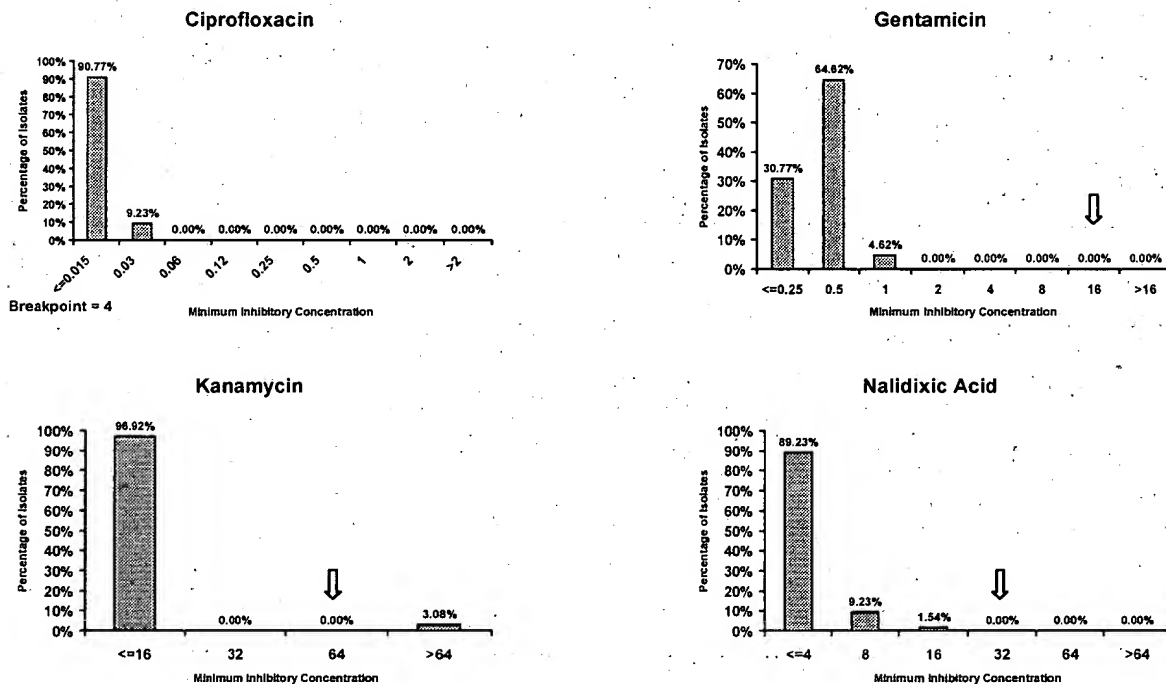 Ciprofloxacin
Percentage of Isolates
100%
90%
80%
70%
60%
50%
40%
30%
20%
10%
0%
90.77%
9.23%
0.00% 0.00% 0.00% 0.00% 0.00% 0.00% 0.00%
<=0.015 0.03 0.06 0.12 0.25 0.5 1 2 >2
Breakpoint = 4
Minimum Inhibitory Concentration
Gentamicin
Percentage of Isolates
70%
60%
50%
40%
30%
20%
10%
0%
30.77%
64.62%
4.62%
0.00% 0.00% 0.00% 0.00% 0.00%
<=0.25 0.5 1 2 4 8 16 >16
Minimum Inhibitory Concentration
Kanamycin
Percentage of Isolates
100%
90%
80%
70%
60%
50%
40%
30%
20%
10%
0%
96.92%
0.00% 0.00% 3.08%
<=16 32 64 >64
Minimum Inhibitory Concentration
Nalidixic Acid
Percentage of Isolates
100%
90%
80%
70%
60%
50%
40%
30%
20%
10%
0%
89.23%
9.23%
1.54%
0.00% 0.00% 0.00%
<=4 8 16 32 64 >64
Minimum Inhibitory Concentration